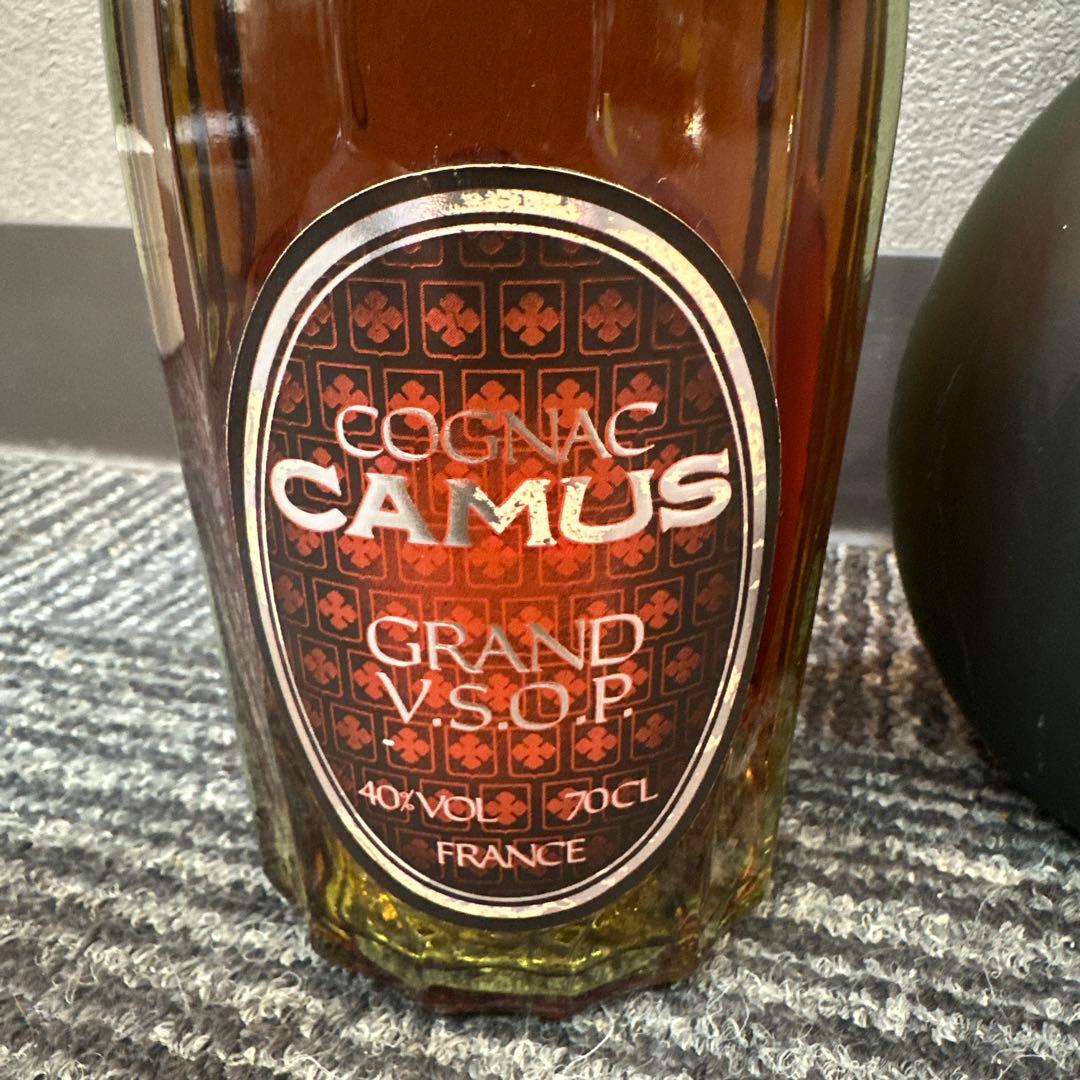 COGNAC
CAMUS
GRAND
V.S.O.P.
40% VOL 70CL
FRANCE